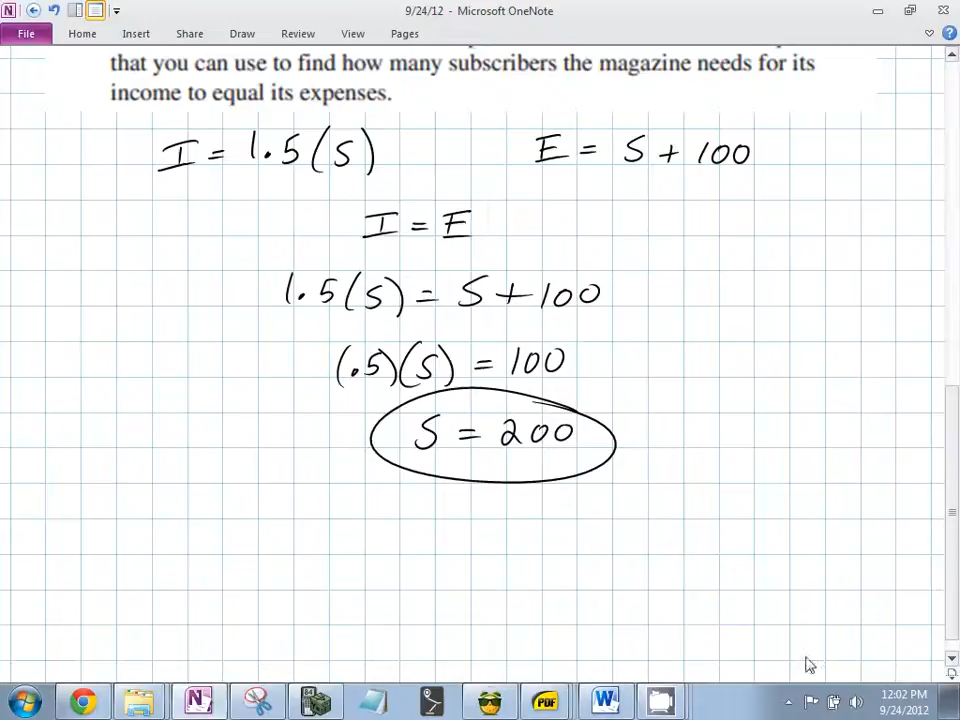 9/24/12 - Microsoft OneNote
File Home Insert Share Draw Review View Pages
that you can use to find how many subscribers the magazine needs for its
income to equal its expenses.
I = 1.5(S) E = S + 100
I = E
1.5(S) = S + 100
(.5)(S) = 100
S = 200
12:02 PM
9/24/2012